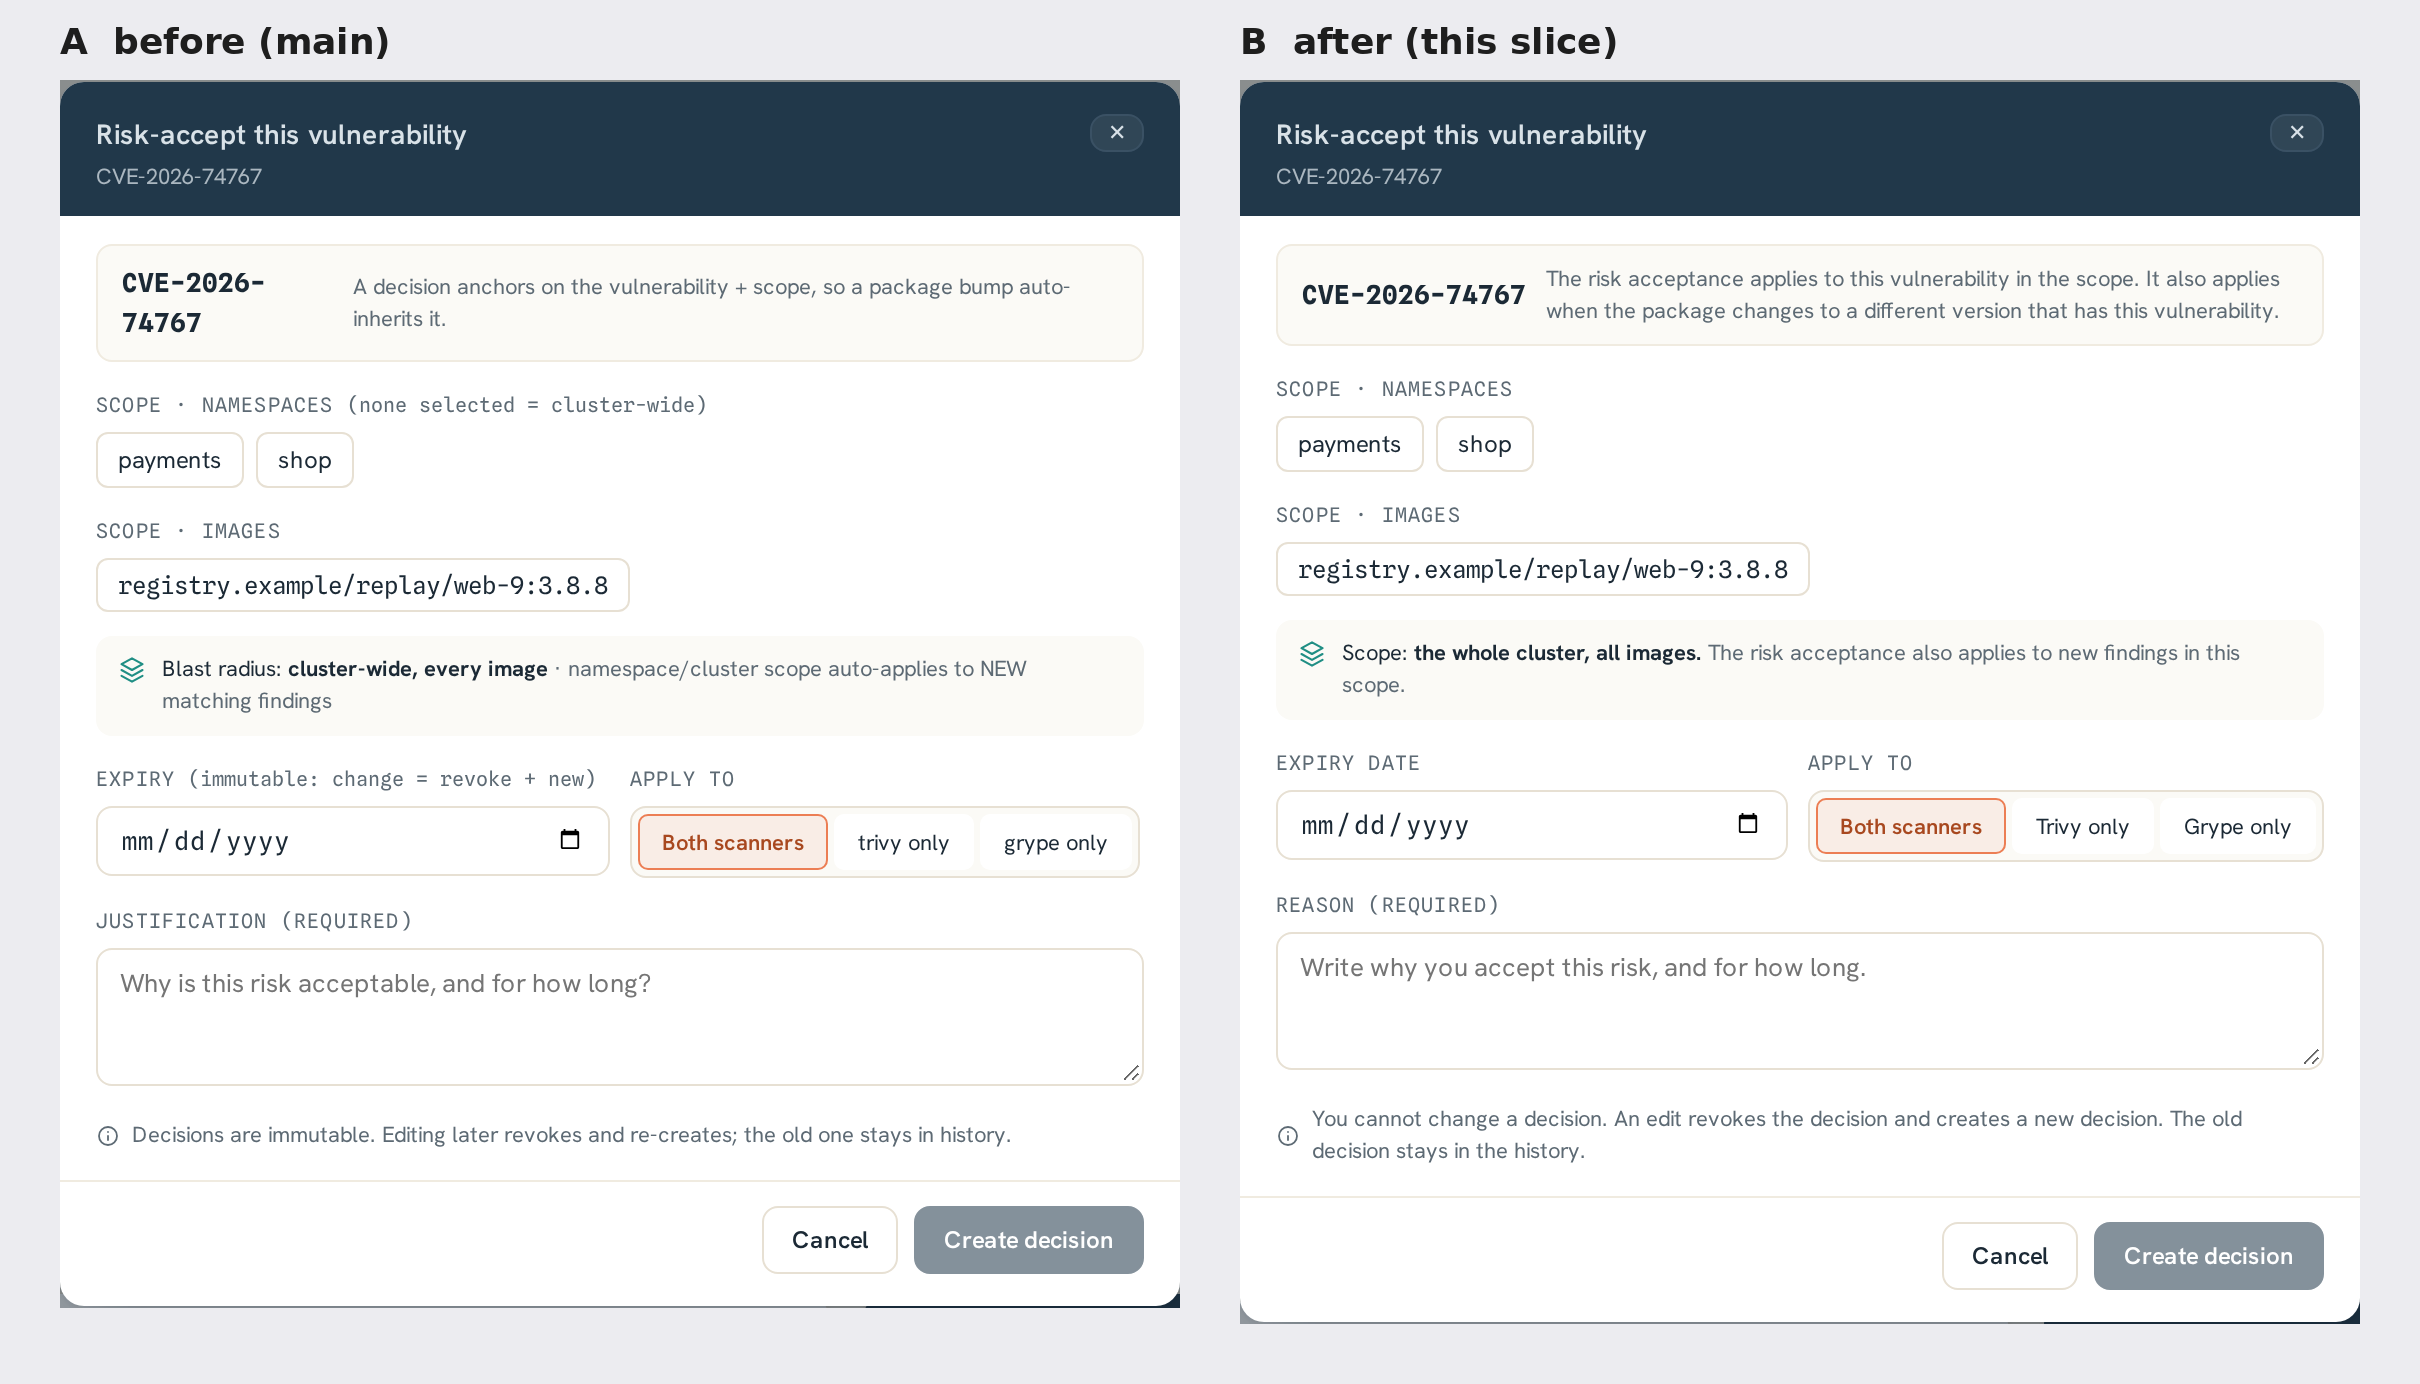 A before (main)
Risk-accept this vulnerability
CVE-2026-74767
CVE-2026-
74767
A decision anchors on the vulnerability + scope, so a package bump auto-
inherits it.
SCOPE · NAMESPACES (none selected = cluster-wide)
payments
shop
SCOPE · IMAGES
registry.example/replay/web-9:3.8.8
Blast radius: cluster-wide, every image · namespace/cluster scope auto-applies to NEW
matching findings
EXPIRY (immutable: change = revoke + new)
APPLY TO
mm/dd/yyyy
Both scanners
trivy only
grype only
JUSTIFICATION (REQUIRED)
Why is this risk acceptable, and for how long?
Decisions are immutable. Editing later revokes and re-creates; the old one stays in history.
Cancel
Create decision
B after (this slice)
Risk-accept this vulnerability
CVE-2026-74767
CVE-2026-74767
The risk acceptance applies to this vulnerability in the scope. It also applies
when the package changes to a different version that has this vulnerability.
SCOPE · NAMESPACES
payments
shop
SCOPE · IMAGES
registry.example/replay/web-9:3.8.8
Scope: the whole cluster, all images. The risk acceptance also applies to new findings in this
scope.
EXPIRY DATE
APPLY TO
mm/dd/yyyy
Both scanners
Trivy only
Grype only
REASON (REQUIRED)
Write why you accept this risk, and for how long.
You cannot change a decision. An edit revokes the decision and creates a new decision. The old
decision stays in the history.
Cancel
Create decision